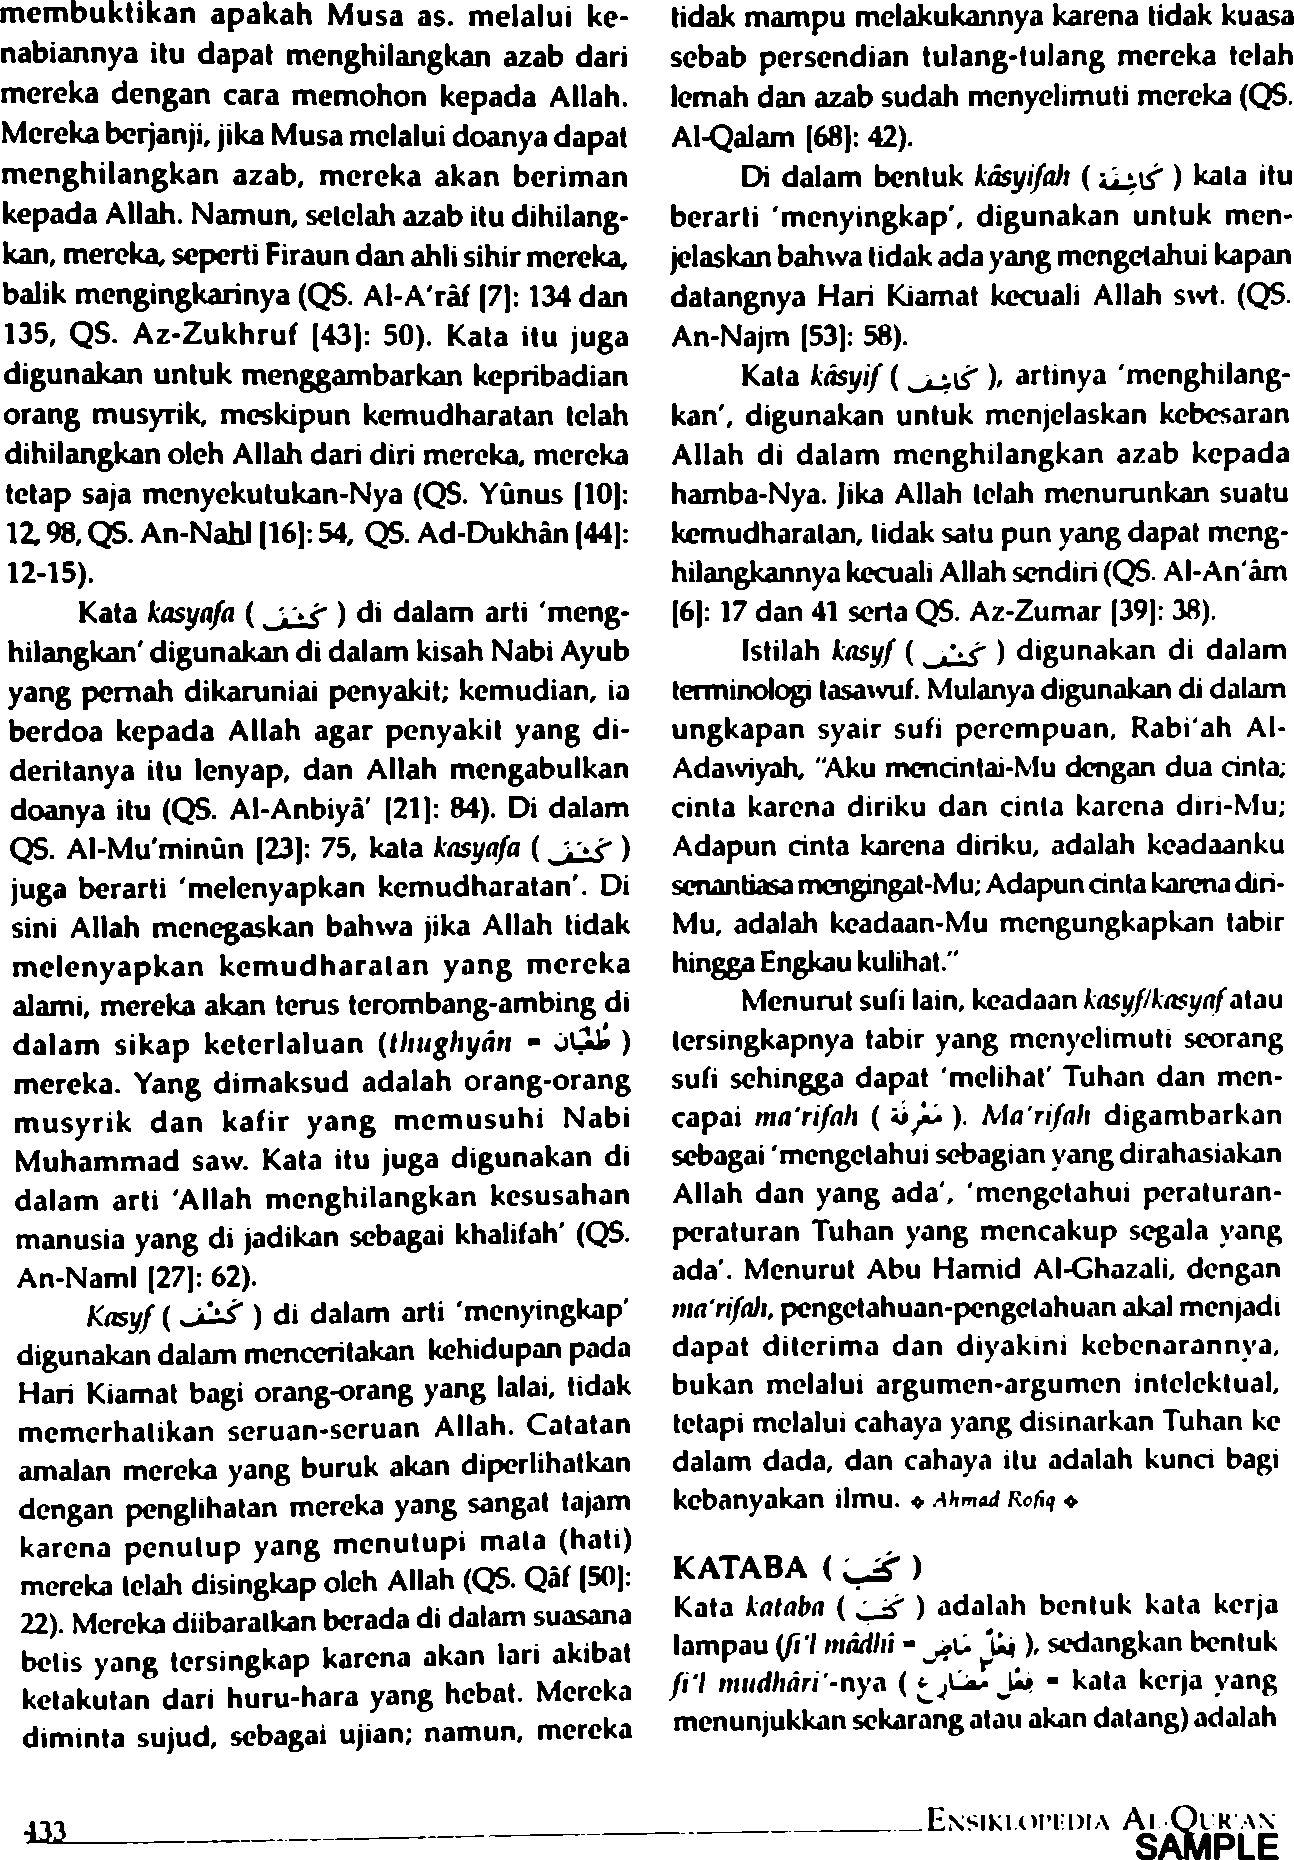 membuktikan apakah Musa as. melalui ke-
nabiannya itu dapat menghilangkan azab dari
mereka dengan cara memohon kepada Allah.
Mereka berjanji, jika Musa melalui doanya dapat
menghilangkan azab, mereka akan beriman
kepada Allah. Namun, setelah azab itu dihilang-
kan, mereka, seperti Firaun dan ahli sihir mereka,
balik mengingkarinya (QS. Al-A'râf [7]: 134 dan
135, QS. Az-Zukhruf [43]: 50). Kata itu juga
digunakan untuk menggambarkan kepribadian
orang musyrik, meskipun kemudharatan telah
dihilangkan oleh Allah dari diri mereka, mereka
tetap saja menyekutukan-Nya (QS. Yûnus [10]:
12, 98, QS. An-Nahl [16]: 54, QS. Ad-Dukhân [44]:
12-15).
Kata kasyafa ( كَشَفَ ) di dalam arti 'meng-
hilangkan' digunakan di dalam kisah Nabi Ayub
yang pernah dikaruniai penyakit; kemudian, ia
berdoa kepada Allah agar penyakit yang di-
deritanya itu lenyap, dan Allah mengabulkan
doanya itu (QS. Al-Anbiyâ' [21]: 84). Di dalam
QS. Al-Mu'minûn [23]: 75, kata kasyafa ( كَشَفَ )
juga berarti 'melenyapkan kemudharatan'. Di
sini Allah menegaskan bahwa jika Allah tidak
melenyapkan kemudharatan yang mereka
alami, mereka akan terus terombang-ambing di
dalam sikap keterlaluan (thughyân - طُغْيَان )
mereka. Yang dimaksud adalah orang-orang
musyrik dan kafir yang memusuhi Nabi
Muhammad saw. Kata itu juga digunakan di
dalam arti 'Allah menghilangkan kesusahan
manusia yang di jadikan sebagai khalifah' (QS.
An-Naml [27]: 62).
Kasyf ( كَشْف ) di dalam arti 'menyingkap'
digunakan dalam menceritakan kehidupan pada
Hari Kiamat bagi orang-orang yang lalai, tidak
memerhatikan seruan-seruan Allah. Catatan
amalan mereka yang buruk akan diperlihatkan
dengan penglihatan mereka yang sangat tajam
karena penutup yang menutupi mata (hati)
mereka telah disingkap oleh Allah (QS. Qâf [50]:
22). Mereka diibaratkan berada di dalam suasana
betis yang tersingkap karena akan lari akibat
ketakutan dari huru-hara yang hebat. Mereka
diminta sujud, sebagai ujian; namun, mereka
tidak mampu melakukannya karena tidak kuasa
sebab persendian tulang-tulang mereka telah
lemah dan azab sudah menyelimuti mereka (QS.
Al-Qalam [68]: 42).
Di dalam bentuk kâsyifah ( كَاشِفَة ) kata itu
berarti 'menyingkap', digunakan untuk men-
jelaskan bahwa tidak ada yang mengetahui kapan
datangnya Hari Kiamat kecuali Allah swt. (QS.
An-Najm [53]: 58).
Kata kâsyif ( كَاشِف ), artinya 'menghilang-
kan', digunakan untuk menjelaskan kebesaran
Allah di dalam menghilangkan azab kepada
hamba-Nya. Jika Allah telah menurunkan suatu
kemudharatan, tidak satu pun yang dapat meng-
hilangkannya kecuali Allah sendiri (QS. Al-An'âm
[6]: 17 dan 41 serta QS. Az-Zumar [39]: 38).
Istilah kasyf ( كَشْف ) digunakan di dalam
terminologi tasawuf. Mulanya digunakan di dalam
ungkapan syair sufi perempuan, Rabi'ah Al-
Adawiyah, "Aku mencintai-Mu dengan dua cinta;
cinta karena diriku dan cinta karena diri-Mu;
Adapun cinta karena diriku, adalah keadaanku
senantiasa mengingat-Mu; Adapun cinta karena diri-
Mu, adalah keadaan-Mu mengungkapkan tabir
hingga Engkau kulihat."
Menurut sufi lain, keadaan kasyf/kasyaf atau
tersingkapnya tabir yang menyelimuti seorang
sufi sehingga dapat 'melihat' Tuhan dan men-
capai ma'rifah ( مَعْرِفَة ). Ma'rifah digambarkan
sebagai 'mengetahui sebagian yang dirahasiakan
Allah dan yang ada', 'mengetahui peraturan-
peraturan Tuhan yang mencakup segala yang
ada'. Menurut Abu Hamid Al-Ghazali, dengan
ma'rifah, pengetahuan-pengetahuan akal menjadi
dapat diterima dan diyakini kebenarannya,
bukan melalui argumen-argumen intelektual,
tetapi melalui cahaya yang disinarkan Tuhan ke
dalam dada, dan cahaya itu adalah kunci bagi
kebanyakan ilmu. ❖ Ahmad Rofiq ❖
KATABA ( كَتَبَ )
Kata kataba ( كَتَبَ ) adalah bentuk kata kerja
lampau (fi'l mâdhî - فِعْل مَاضٍ ), sedangkan bentuk
fi'l mudhâri'-nya ( فِعْل مُضَارِع - kata kerja yang
menunjukkan sekarang atau akan datang) adalah
433
ENSIKLOPEDIA AL-QUR'AN
SAMPLE